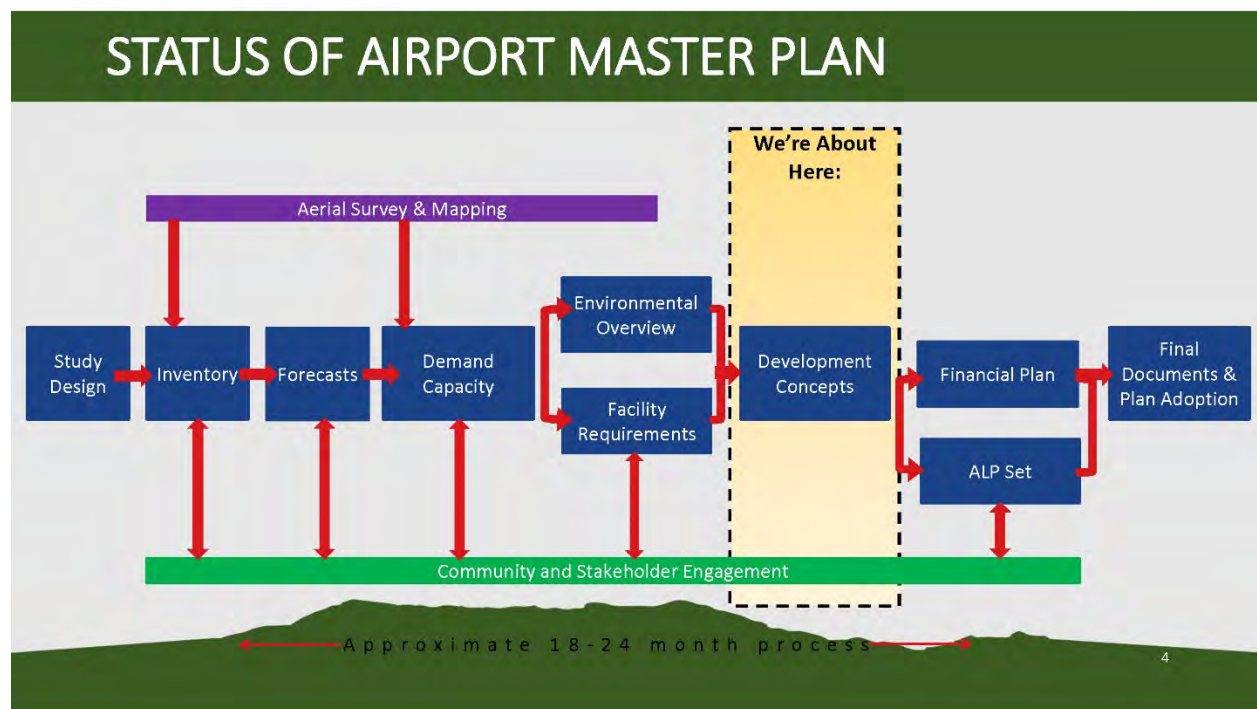 STATUS OF AIRPORT MASTER PLAN
We're About
Here:
Aerial Survey & Mapping
Study
Design
Inventory
Forecasts
Demand
Capacity
Environmental
Overview
Facility
Requirements
Development
Concepts
Financial Plan
ALP Set
Final
Documents &
Plan Adoption
Community and Stakeholder Engagement
Approximate 18-24 month process
4